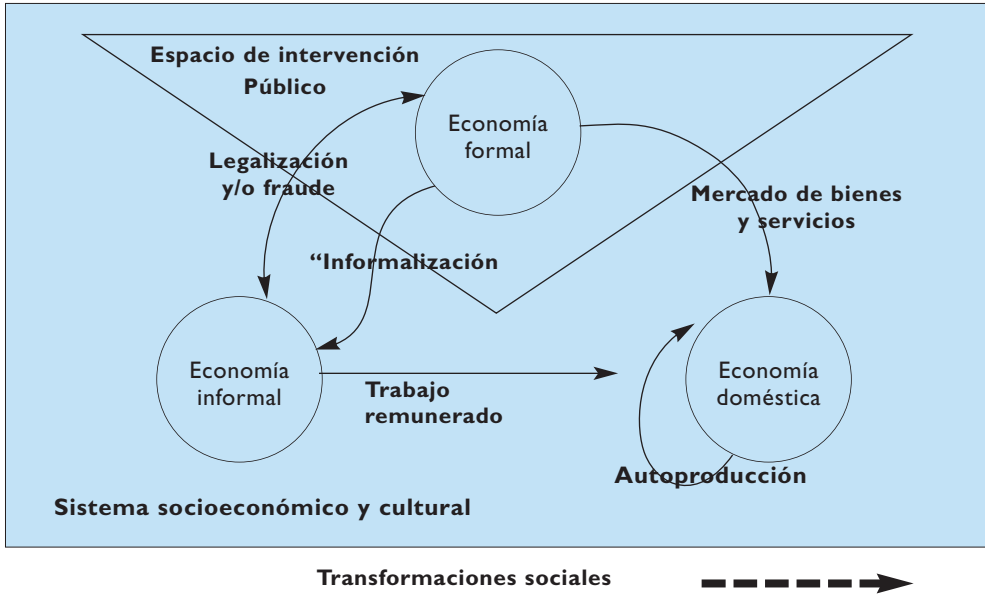 Espacio de intervención
Público
Economía
formal
Legalización
y/o fraude
Mercado de bienes
y servicios
“Informalización
Economía
informal
Trabajo
remunerado
Economía
doméstica
Autoproducción
Sistema socioeconómico y cultural
Transformaciones sociales